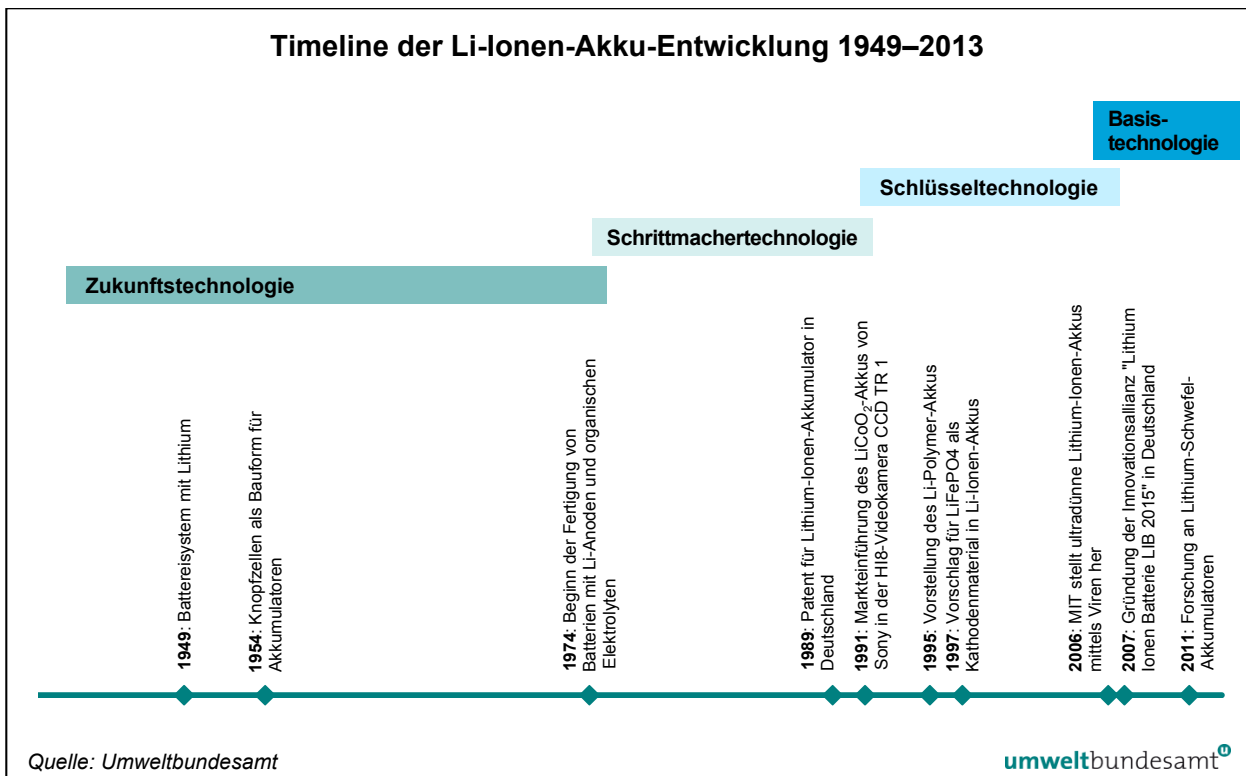 Timeline der Li-Ionen-Akku-Entwicklung 1949–2013
Basis-
technologie
Schlüsseltechnologie
Schrittmachertechnologie
Zukunftstechnologie
1949: Battereisystem mit Lithium
1954: Knopfzellen als Bauform für
Akkumulatoren
1974: Beginn der Fertigung von
Batterien mit Li-Anoden und organischen
Elektrolyten
1989: Patent für Lithium-Ionen-Akkumulator in
Deutschland
1991: Markteinführung des LiCoO₂-Akkus von
Sony in der HI8-Videokamera CCD TR 1
1995: Vorstellung des Li-Polymer-Akkus
1997: Vorschlag für LiFePO4 als
Kathodenmaterial in Li-Ionen-Akkus
2006: MIT stellt ultradünne Lithium-Ionen-Akkus
mittels Viren her
2007: Gründung der Innovationsallianz "Lithium
Ionen Batterie LIB 2015" in Deutschland
2011: Forschung an Lithium-Schwefel-
Akkumulatoren
Quelle: Umweltbundesamt
umweltbundesamt